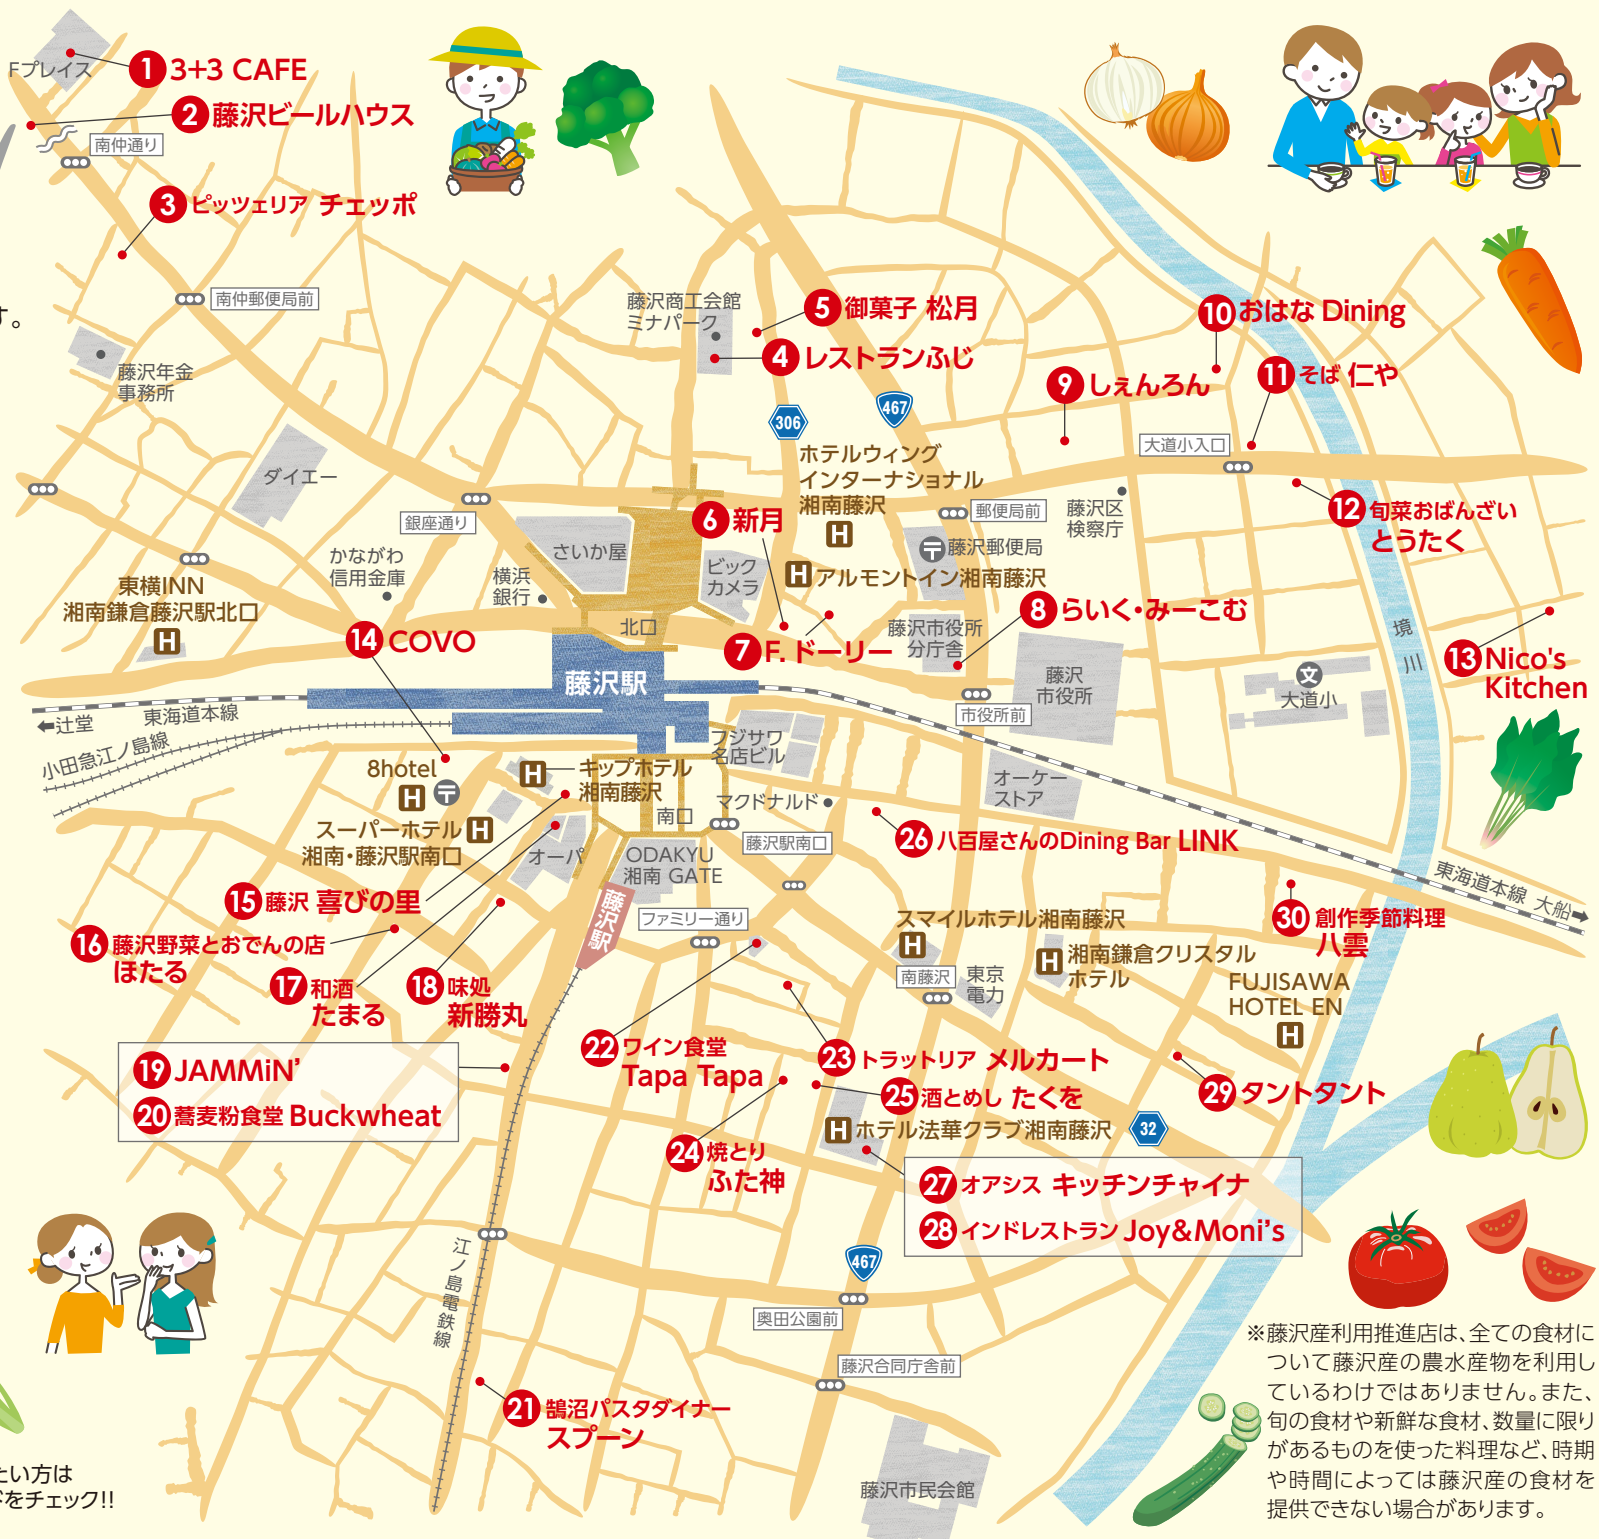 Fプレイス
1 3+3 CAFE
2 藤沢ビールハウス
南仲通り
3 ピッツェリア チェッポ
南仲郵便局前
す。
藤沢年金
事務所
藤沢商工会館
ミナパーク
5 御菓子 松月
4 レストランふじ
10 おはな Dining
9 しぇんろん
11 そば 仁や
306
467
大道小入口
ホテルウィング
インターナショナル
湘南藤沢
H
ダイエー
銀座通り
6 新月
郵便局前
藤沢区
検察庁
12 旬菜おばんざい
とうたく
さいか屋
ビック
カメラ
〒 藤沢郵便局
H アルモントイン湘南藤沢
かながわ
信用金庫
横浜
銀行
東横INN
湘南鎌倉藤沢駅北口
H
北口
14 COVO
7 F. ドーリー
藤沢市役所
分庁舎
8 らいく・みーこむ
境川
13 Nico's
Kitchen
藤沢駅
藤沢
市役所
文
大道小
市役所前
←辻堂
東海道本線
小田急江ノ島線
フジサワ
名店ビル
8hotel
H 〒
H キップホテル
湘南藤沢
マクドナルド
オーケー
ストア
スーパーホテル H
湘南・藤沢駅南口
南口
藤沢駅南口
26 八百屋さんのDining Bar LINK
オーパ
ODAKYU
湘南 GATE
東海道本線 大船→
15 藤沢 喜びの里
藤沢駅
ファミリー通り
スマイルホテル湘南藤沢
H
30 創作季節料理
八雲
16 藤沢野菜とおでんの店
ほたる
17 和酒
たまる
18 味処
新勝丸
南藤沢
東京
電力
H 湘南鎌倉クリスタル
ホテル
FUJISAWA
HOTEL EN
H
22 ワイン食堂
Tapa Tapa
23 トラットリア メルカート
19 JAMMiN'
20 蕎麦粉食堂 Buckwheat
25 酒とめし たくを
29 タントタント
H ホテル法華クラブ湘南藤沢
32
24 焼とり
ふた神
27 オアシス キッチンチャイナ
28 インドレストラン Joy&Moni's
江ノ島電鉄線
467
奥田公園前
藤沢合同庁舎前
21 鵠沼パスタダイナー
スプーン
藤沢市民会館
たい方は
ドをチェック!!
※藤沢産利用推進店は、全ての食材に
ついて藤沢産の農水産物を利用し
ているわけではありません。また、
旬の食材や新鮮な食材、数量に限り
があるものを使った料理など、時期
や時間によっては藤沢産の食材を
提供できない場合があります。